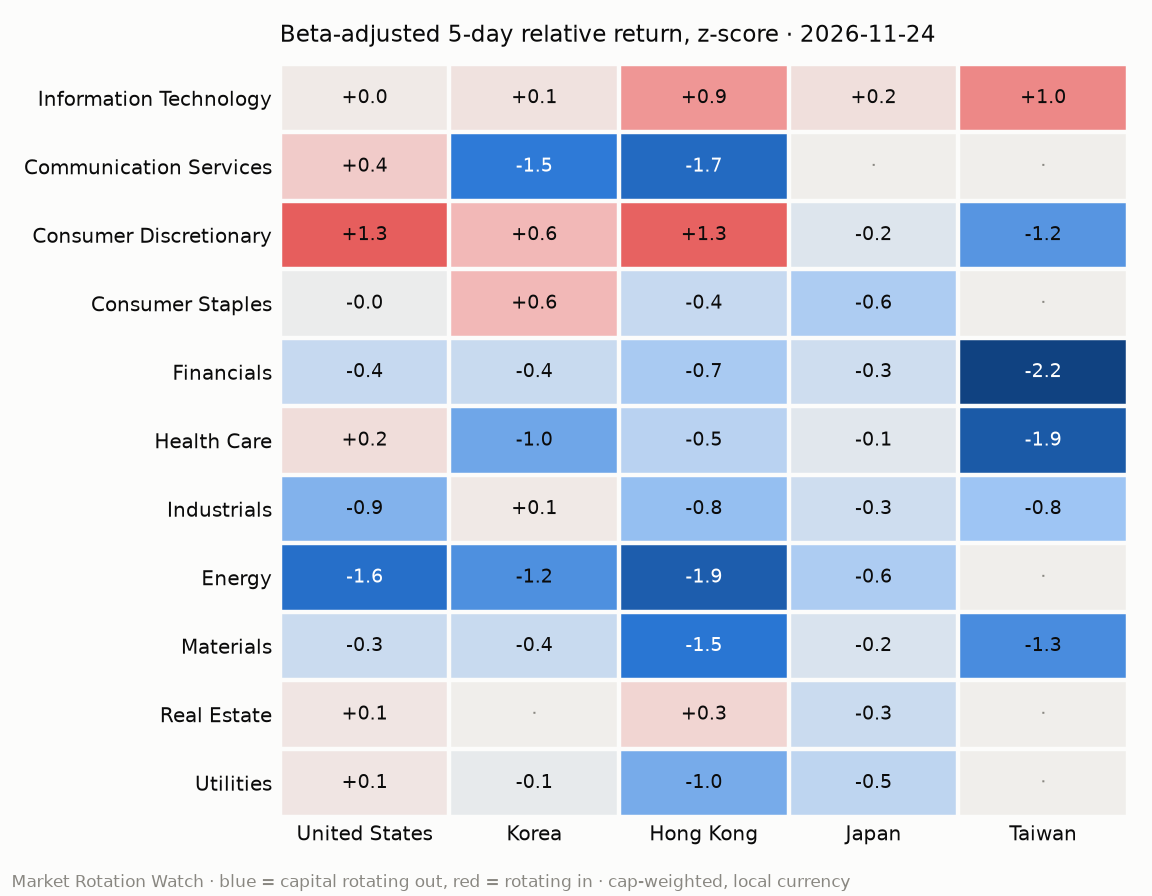 Beta-adjusted 5-day relative return, z-score · 2026-11-24
Information Technology +0.0 +0.1 +0.9 +0.2 +1.0
Communication Services +0.4 -1.5 -1.7 · ·
Consumer Discretionary +1.3 +0.6 +1.3 -0.2 -1.2
Consumer Staples -0.0 +0.6 -0.4 -0.6 ·
Financials -0.4 -0.4 -0.7 -0.3 -2.2
Health Care +0.2 -1.0 -0.5 -0.1 -1.9
Industrials -0.9 +0.1 -0.8 -0.3 -0.8
Energy -1.6 -1.2 -1.9 -0.6 ·
Materials -0.3 -0.4 -1.5 -0.2 -1.3
Real Estate +0.1 · +0.3 -0.3 ·
Utilities +0.1 -0.1 -1.0 -0.5 ·
United States Korea Hong Kong Japan Taiwan
Market Rotation Watch · blue = capital rotating out, red = rotating in · cap-weighted, local currency